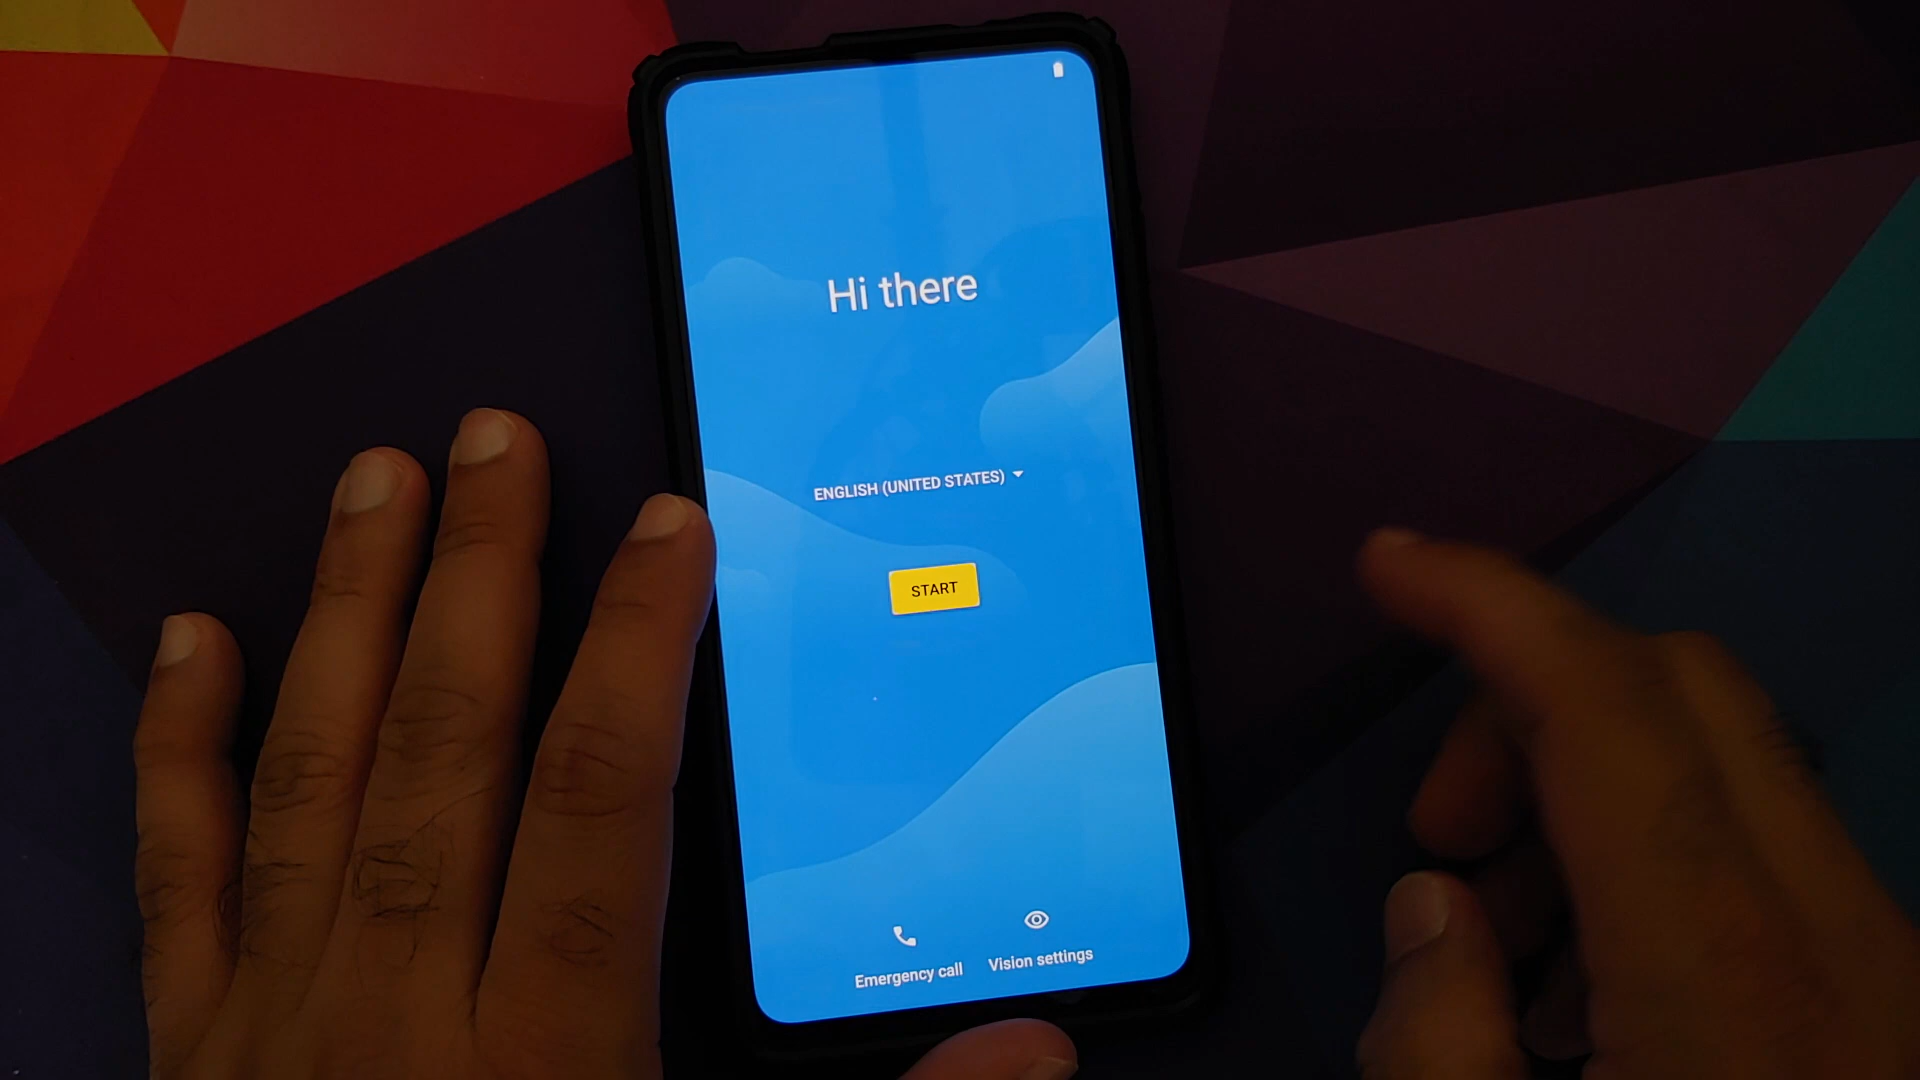 Hi there
ENGLISH (UNITED STATES)
START
Emergency call
Vision settings